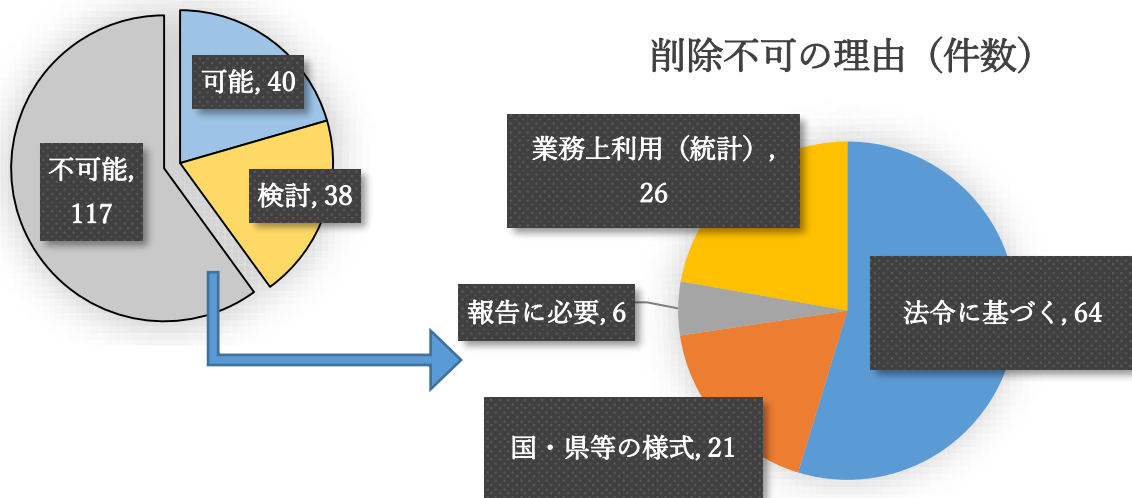 可能, 40
不可能,
117
検討, 38
削除不可の理由（件数）
業務上利用（統計）,
26
報告に必要, 6
法令に基づく, 64
国・県等の様式, 21